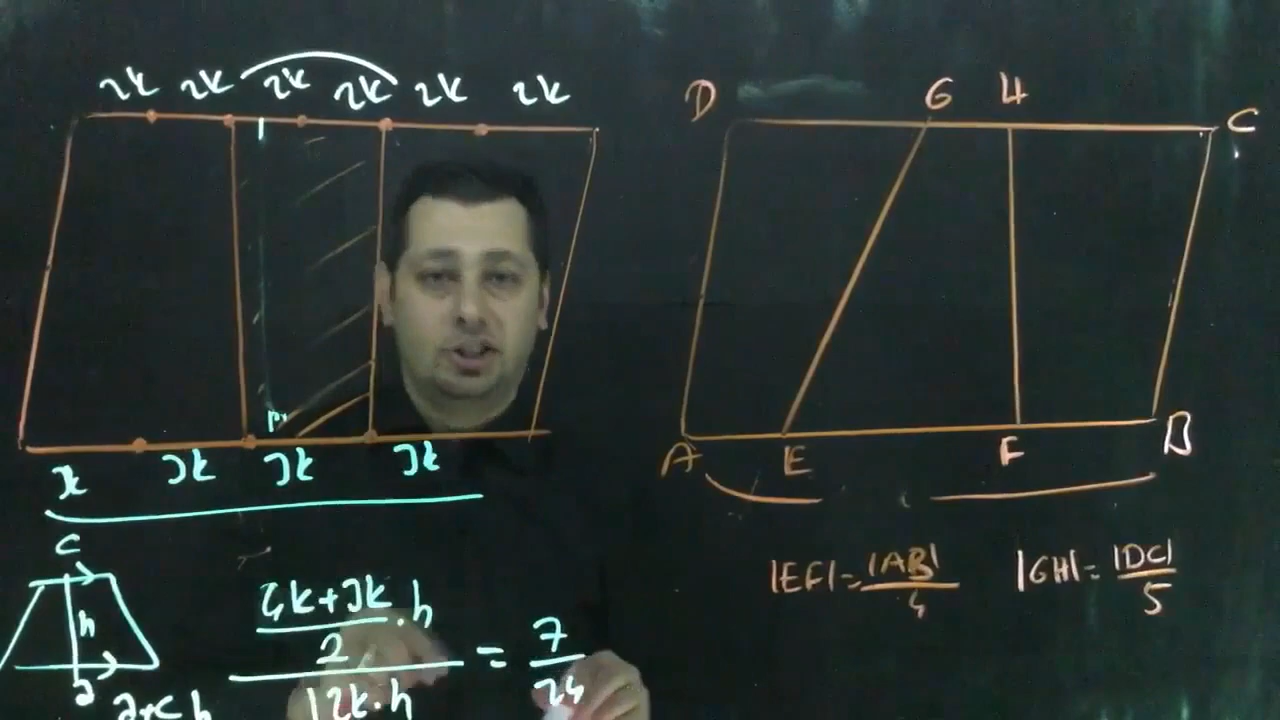 2k 2k 2k 2k 2k 2k
D G H C
3k 3k 3k
A E F B
c
h
a
a+c h
4k+3k/2 · h / 12k·h = 7/24
|EF| = |AB|/4
|GH| = |DC|/5